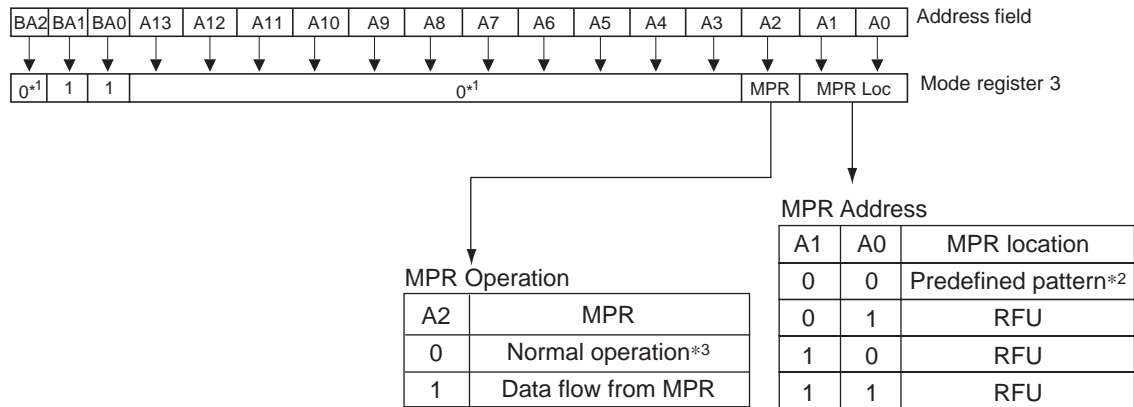 BA2 BA1 BA0 A13 A12 A11 A10 A9 A8 A7 A6 A5 A4 A3 A2 A1 A0 Address field
0*1 1 1 0*1 MPR MPR Loc Mode register 3
MPR Operation
A2 MPR
0 Normal operation*3
1 Data flow from MPR
MPR Address
A1 A0 MPR location
0 0 Predefined pattern*2
0 1 RFU
1 0 RFU
1 1 RFU